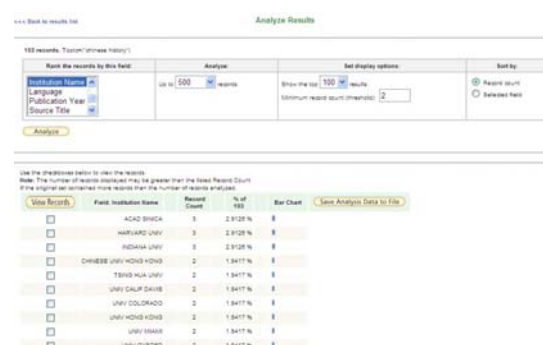 <<< Back to results list
Analyze Results
103 records. Topic=("chinese history")
Rank the records by this field: Analyze: Set display options: Sort by:
Institution Name
Language
Publication Year
Source Title
Up to 500 records
Show the top 100 results
Minimum record count (threshold): 2
Record count
Selected field
Analyze
Use the checkboxes below to view the records
Note: The number of records displayed may be greater than the listed Record Count
if the original set contained more records than the number of records analyzed.
View Records Field: Institution Name Record Count % of 103 Bar Chart Save Analysis Data to File
ACAD SINICA 3 2.9126 %
HARVARD UNIV 3 2.9126 %
INDIANA UNIV 3 2.9126 %
CHINESE UNIV HONG KONG 2 1.9417 %
TSING HUA UNIV 2 1.9417 %
UNIV CALIF DAVIS 2 1.9417 %
UNIV COLORADO 2 1.9417 %
UNIV HONG KONG 2 1.9417 %
UNIV MIAMI 2 1.9417 %
UNIV OXFORD 2 1.9417 %